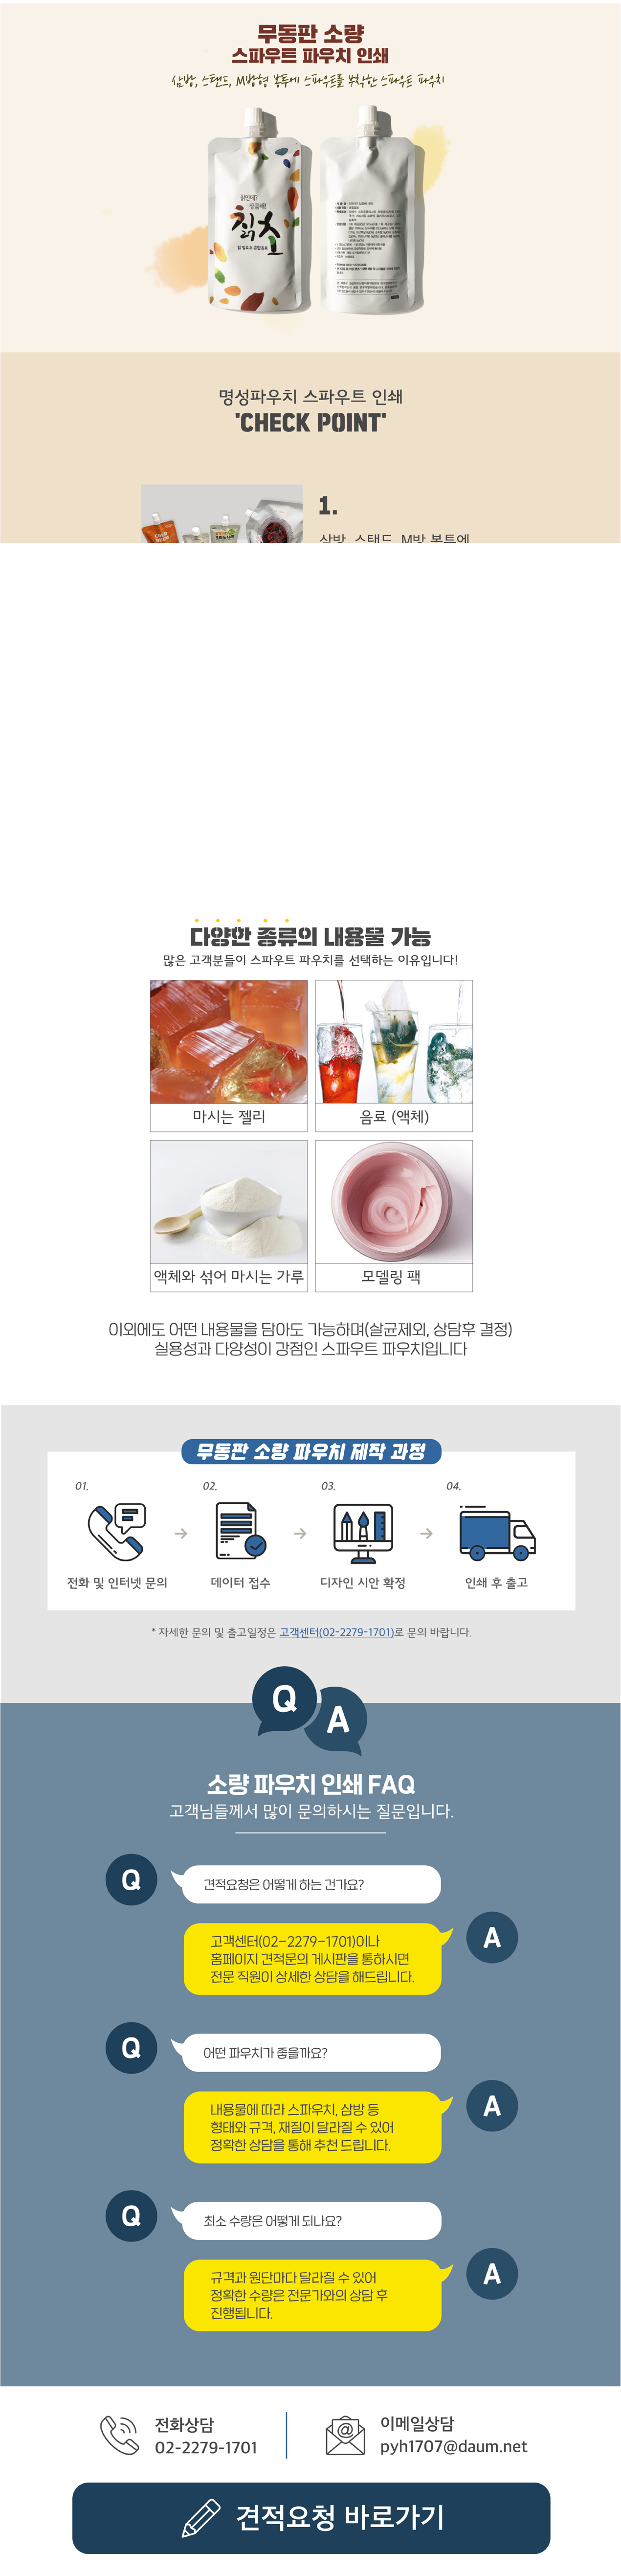 무동판 소량
스파우트 파우치 인쇄
삼방, 스탠드, M방형 봉투에 스파우트를 부착한 스파우트 파우치
칡인데?
상큼해!
칡초
명성파우치 스파우트 인쇄
'CHECK POINT'
1.
삼방, 스탠드, M방 봉투에
다양한 종류의 내용물 가능
많은 고객분들이 스파우트 파우치를 선택하는 이유입니다!
마시는 젤리
음료 (액체)
액체와 섞어 마시는 가루
모델링 팩
이외에도 어떤 내용물을 담아도 가능하며(살균제외, 상담후 결정)
실용성과 다양성이 강점인 스파우트 파우치입니다
무동판 소량 파우치 제작 과정
01.
02.
03.
04.
전화 및 인터넷 문의
데이터 접수
디자인 시안 확정
인쇄 후 출고
* 자세한 문의 및 출고일정은 고객센터(02-2279-1701)로 문의 바랍니다.
Q
A
소량 파우치 인쇄 FAQ
고객님들께서 많이 문의하시는 질문입니다.
Q
견적요청은 어떻게 하는 건가요?
A
고객센터(02-2279-1701)이나
홈페이지 견적문의 게시판을 통하시면
전문 직원이 상세한 상담을 해드립니다.
Q
어떤 파우치가 좋을까요?
A
내용물에 따라 스파우치, 삼방 등
형태와 규격, 재질이 달라질 수 있어
정확한 상담을 통해 추천 드립니다.
Q
최소 수량은 어떻게 되나요?
A
규격과 원단마다 달라질 수 있어
정확한 수량은 전문가와의 상담 후
진행됩니다.
전화상담
02-2279-1701
이메일상담
pyh1707@daum.net
견적요청 바로가기